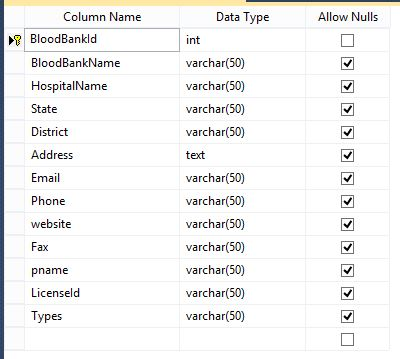 Column Name Data Type Allow Nulls
BloodBankId int
BloodBankName varchar(50)
HospitalName varchar(50)
State varchar(50)
District varchar(50)
Address text
Email varchar(50)
Phone varchar(50)
website varchar(50)
Fax varchar(50)
pname varchar(50)
LicenseId varchar(50)
Types varchar(50)